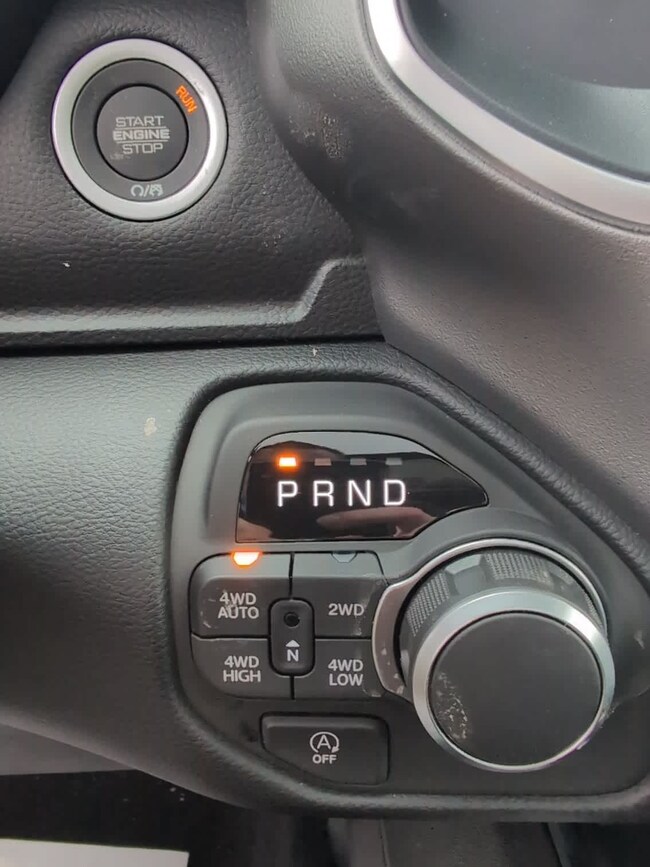 RUN
START
ENGINE
STOP
P R N D
4WD
AUTO
2WD
N
4WD
HIGH
4WD
LOW
A
OFF